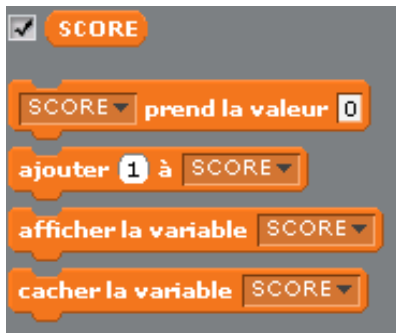 SCORE
SCORE prend la valeur 0
ajouter 1 à SCORE
afficher la variable SCORE
cacher la variable SCORE